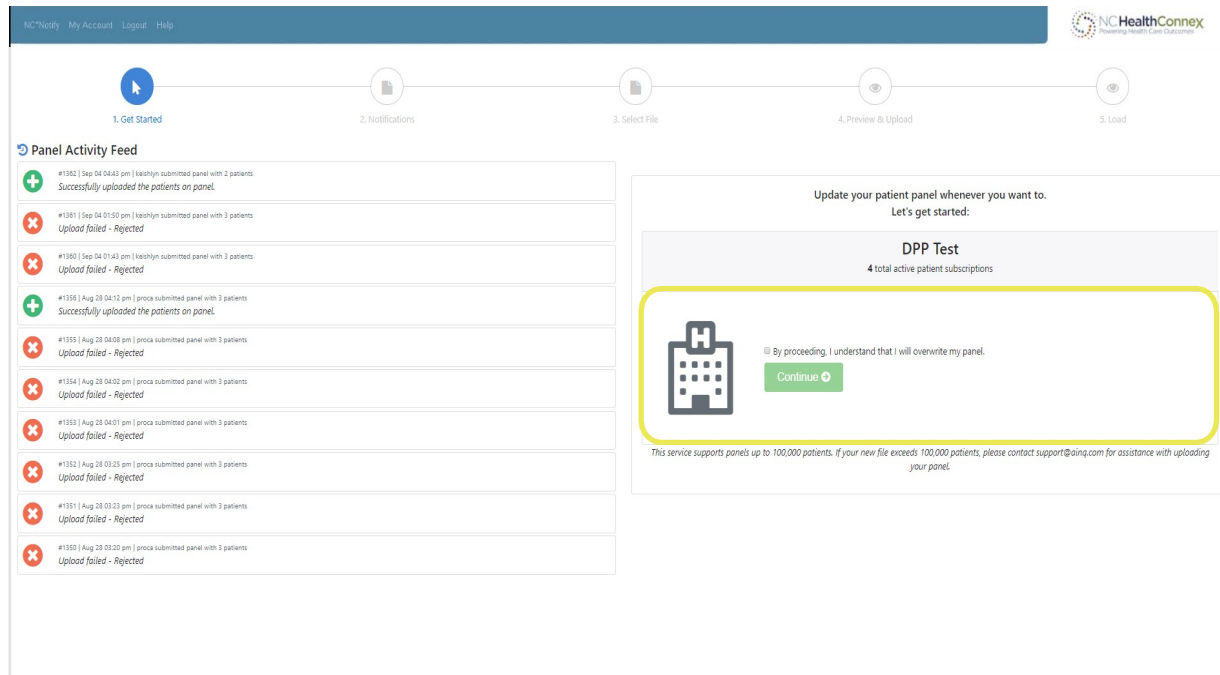 NC*Notify My Account Logout Help
NCHealthConnex
Powering Health Care Outcomes
1. Get Started
2. Notifications
3. Select File
4. Preview & Upload
5. Load
Panel Activity Feed
#1362 | Sep 04 04:43 pm | keishlyn submitted panel with 2 patients
Successfully uploaded the patients on panel.
#1361 | Sep 04 01:50 pm | keishlyn submitted panel with 3 patients
Upload failed - Rejected
#1360 | Sep 04 01:43 pm | keishlyn submitted panel with 3 patients
Upload failed - Rejected
#1356 | Aug 28 04:12 pm | proca submitted panel with 3 patients
Successfully uploaded the patients on panel.
#1355 | Aug 28 04:08 pm | proca submitted panel with 3 patients
Upload failed - Rejected
#1354 | Aug 28 04:02 pm | proca submitted panel with 3 patients
Upload failed - Rejected
#1353 | Aug 28 04:01 pm | proca submitted panel with 3 patients
Upload failed - Rejected
#1352 | Aug 28 03:25 pm | proca submitted panel with 3 patients
Upload failed - Rejected
#1351 | Aug 28 03:23 pm | proca submitted panel with 3 patients
Upload failed - Rejected
#1350 | Aug 28 03:20 pm | proca submitted panel with 3 patients
Upload failed - Rejected
Update your patient panel whenever you want to.
Let's get started:
DPP Test
4 total active patient subscriptions
H
By proceeding, I understand that I will overwrite my panel.
Continue
This service supports panels up to 100,000 patients. If your new file exceeds 100,000 patients, please contact support@ainq.com for assistance with uploading
your panel.